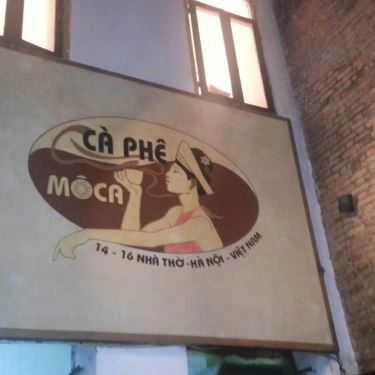 CÀ PHÊ
MÔCA
14 - 16 NHÀ THỜ - HÀ NỘI - VIỆT NAM